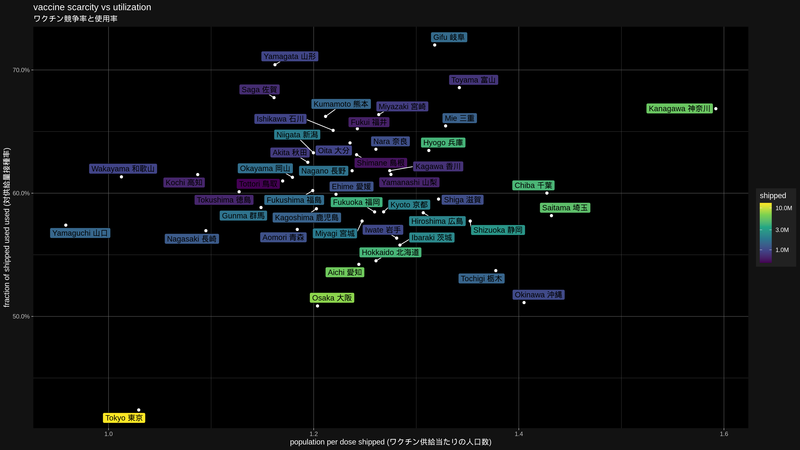 vaccine scarcity vs utilization
ワクチン競争率と使用率
Gifu 岐阜
Yamagata 山形
70.0%
Toyama 富山
Saga 佐賀
Kumamoto 熊本
Miyazaki 宮崎
Kanagawa 神奈川
Ishikawa 石川
Fukui 福井
Mie 三重
Niigata 新潟
Nara 奈良
Hyogo 兵庫
Akita 秋田
Oita 大分
Shimane 島根
Wakayama 和歌山
Okayama 岡山
Nagano 長野
Kagawa 香川
Kochi 高知
Tottori 鳥取
Yamanashi 山梨
Ehime 愛媛
Chiba 千葉
60.0%
Tokushima 徳島
Fukushima 福島
Fukuoka 福岡
Kyoto 京都
Shiga 滋賀
Saitama 埼玉
Gunma 群馬
Kagoshima 鹿児島
Hiroshima 広島
Yamaguchi 山口
Nagasaki 長崎
Aomori 青森
Miyagi 宮城
Iwate 岩手
Ibaraki 茨城
Shizuoka 静岡
Hokkaido 北海道
Aichi 愛知
Tochigi 栃木
Osaka 大阪
Okinawa 沖縄
50.0%
Tokyo 東京
1.0
1.2
1.4
1.6
population per dose shipped (ワクチン供給当たりの人口数)
fraction of shipped used used (対供給量接種率)
shipped
10.0M
3.0M
1.0M